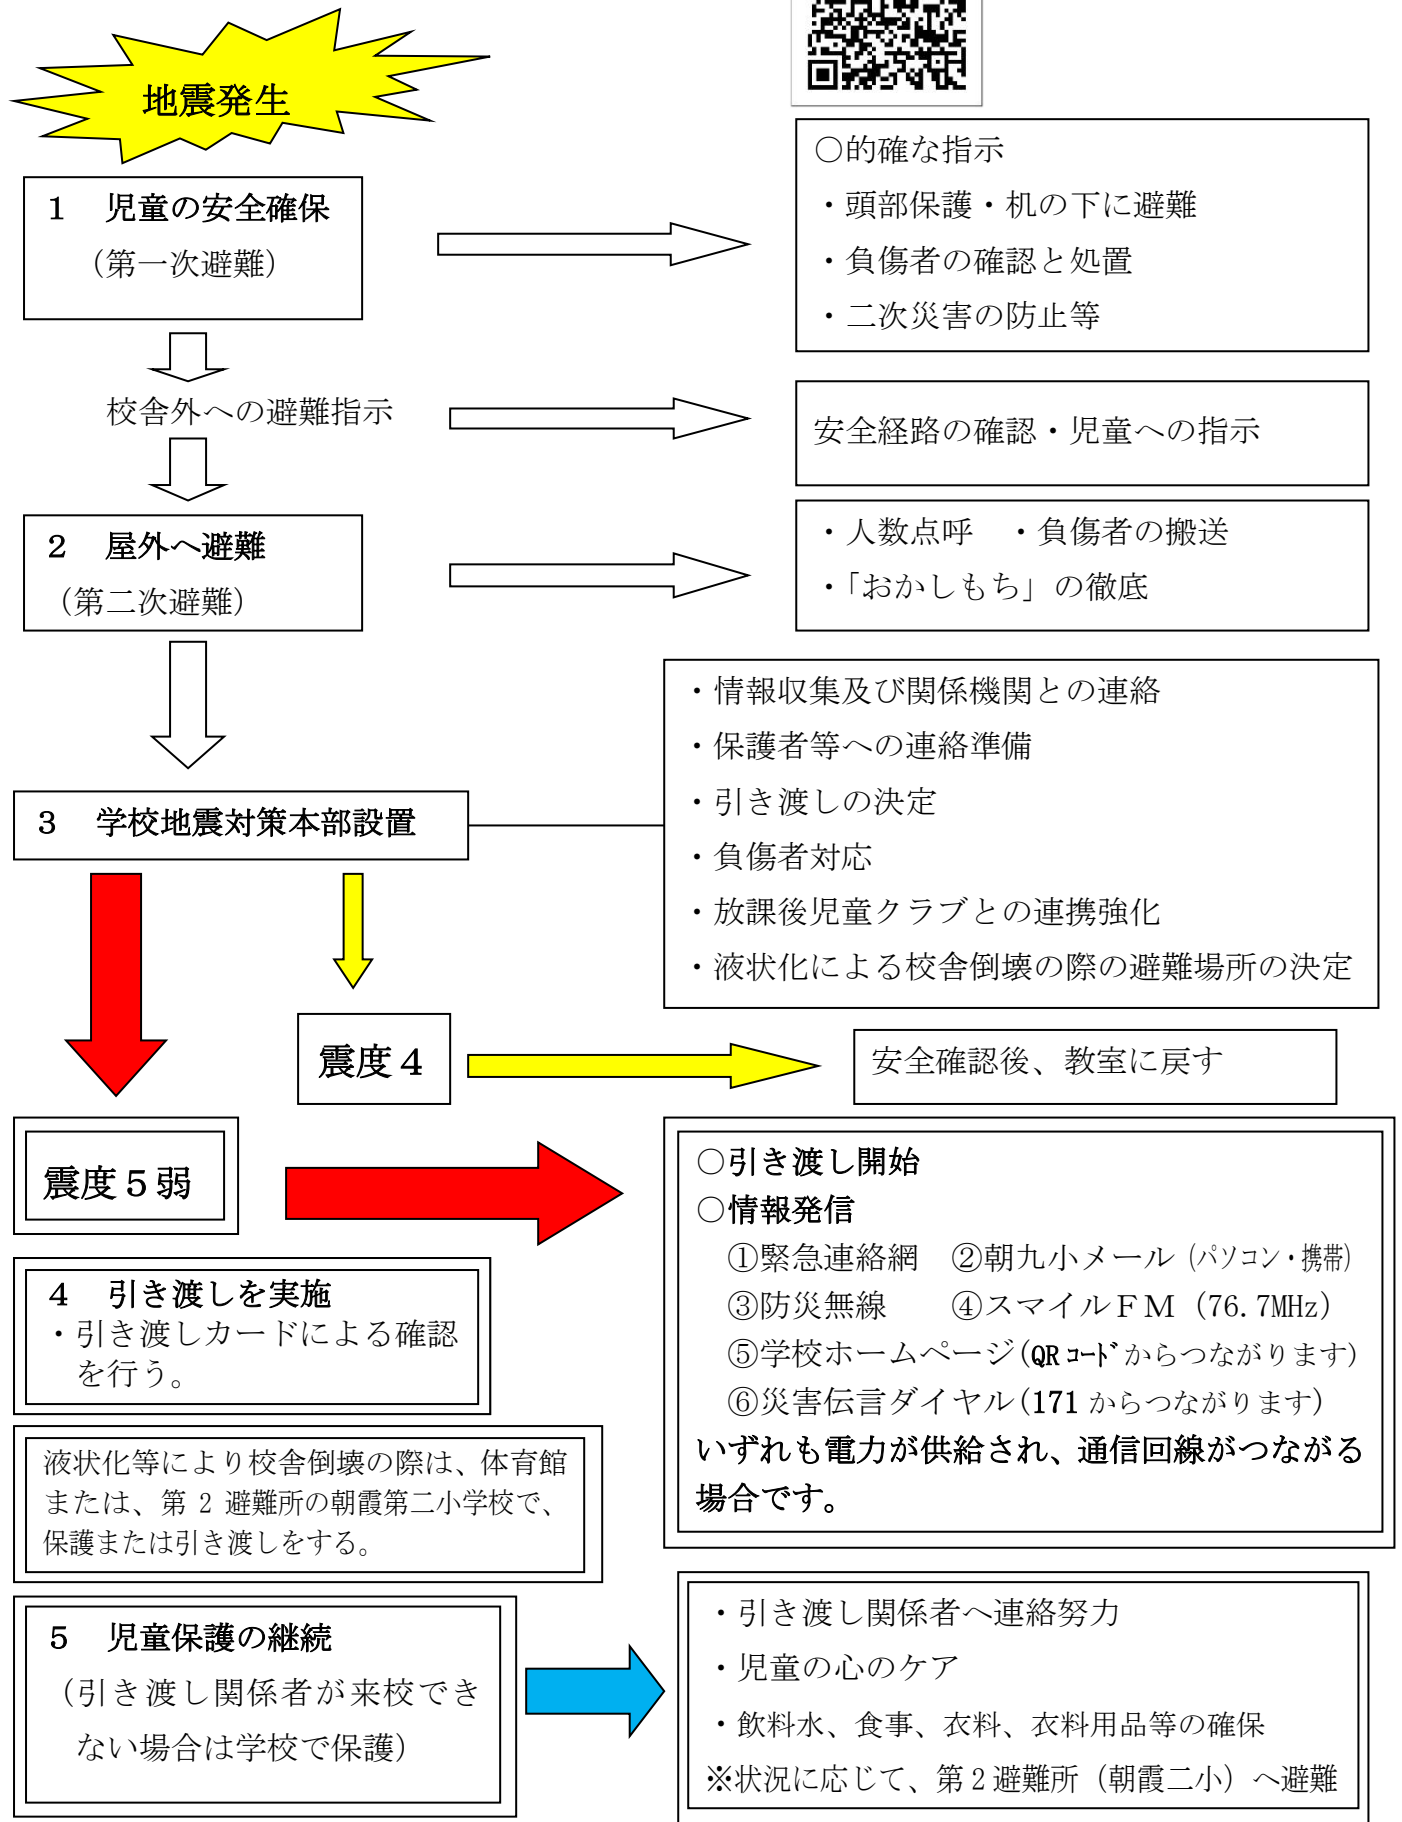 地震発生
1 児童の安全確保
(第一次避難)
○的確な指示
・頭部保護・机の下に避難
・負傷者の確認と処置
・二次災害の防止等
校舎外への避難指示
安全経路の確認・児童への指示
2 屋外へ避難
(第二次避難)
・人数点呼 ・負傷者の搬送
・「おかしもち」の徹底
3 学校地震対策本部設置
・情報収集及び関係機関との連絡
・保護者等への連絡準備
・引き渡しの決定
・負傷者対応
・放課後児童クラブとの連携強化
・液状化による校舎倒壊の際の避難場所の決定
震度4
安全確認後、教室に戻す
震度5弱
○引き渡し開始
○情報発信
①緊急連絡網 ②朝九小メール(パソコン・携帯)
③防災無線 ④スマイルFM(76.7MHz)
⑤学校ホームページ(QRコードからつながります)
⑥災害伝言ダイヤル(171からつながります)
いずれも電力が供給され、通信回線がつながる
場合です。
4 引き渡しを実施
・引き渡しカードによる確認
を行う。
液状化等により校舎倒壊の際は、体育館
または、第2避難所の朝霞第二小学校で、
保護または引き渡しをする。
5 児童保護の継続
(引き渡し関係者が来校でき
ない場合は学校で保護)
・引き渡し関係者へ連絡努力
・児童の心のケア
・飲料水、食事、衣料、衣料用品等の確保
※状況に応じて、第2避難所(朝霞二小)へ避難